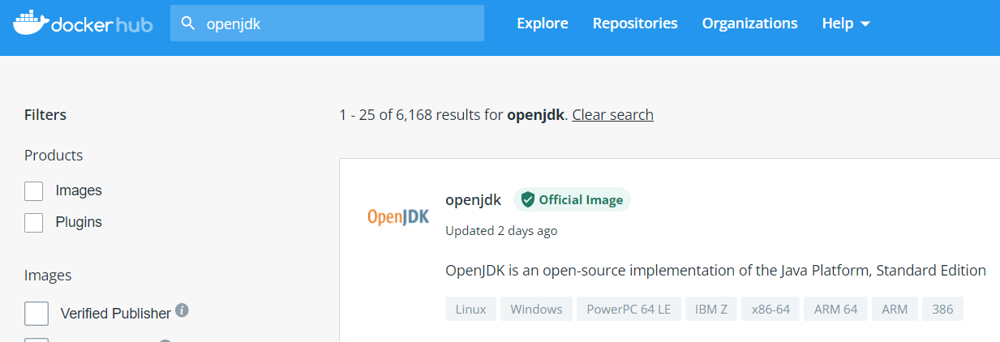 docker hub openjdk Explore Repositories Organizations Help
Filters
1 - 25 of 6,168 results for openjdk. Clear search
Products
Images
Plugins
Images
Verified Publisher i
OpenJDK
openjdk Official Image
Updated 2 days ago
OpenJDK is an open-source implementation of the Java Platform, Standard Edition
Linux Windows PowerPC 64 LE IBM Z x86-64 ARM 64 ARM 386